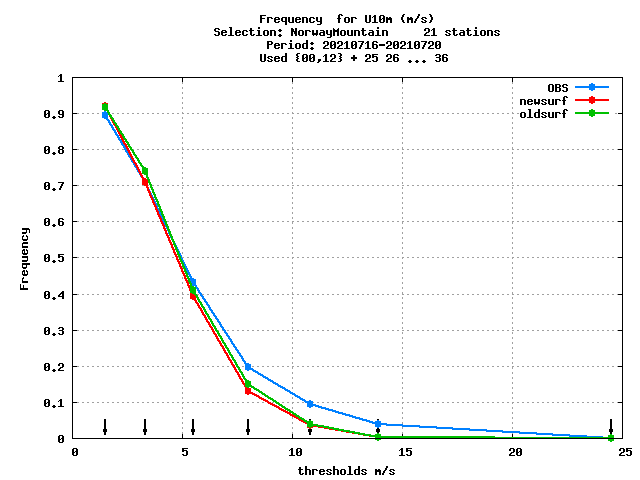 Frequency  for U10m (m/s)
Selection: NorwayMountain     21 stations
Period: 20210716-20210720
Used {00,12} + 25 26 ... 36
OBS
newsurf
oldsurf
1
0.9
0.8
0.7
0.6
0.5
0.4
0.3
0.2
0.1
0
Frequency
0 5 10 15 20 25
thresholds m/s